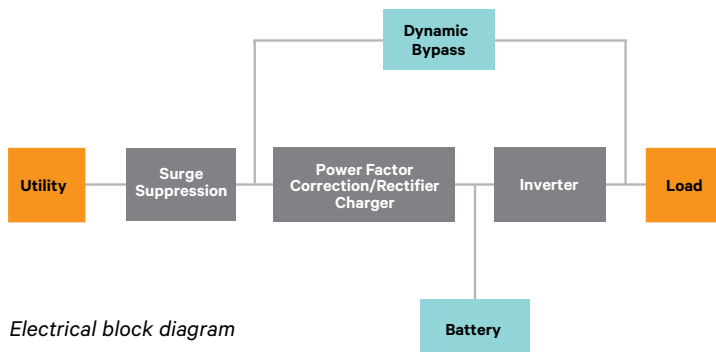 Dynamic
Bypass
Utility
Surge
Suppression
Power Factor
Correction/Rectifier
Charger
Inverter
Load
Battery
Electrical block diagram